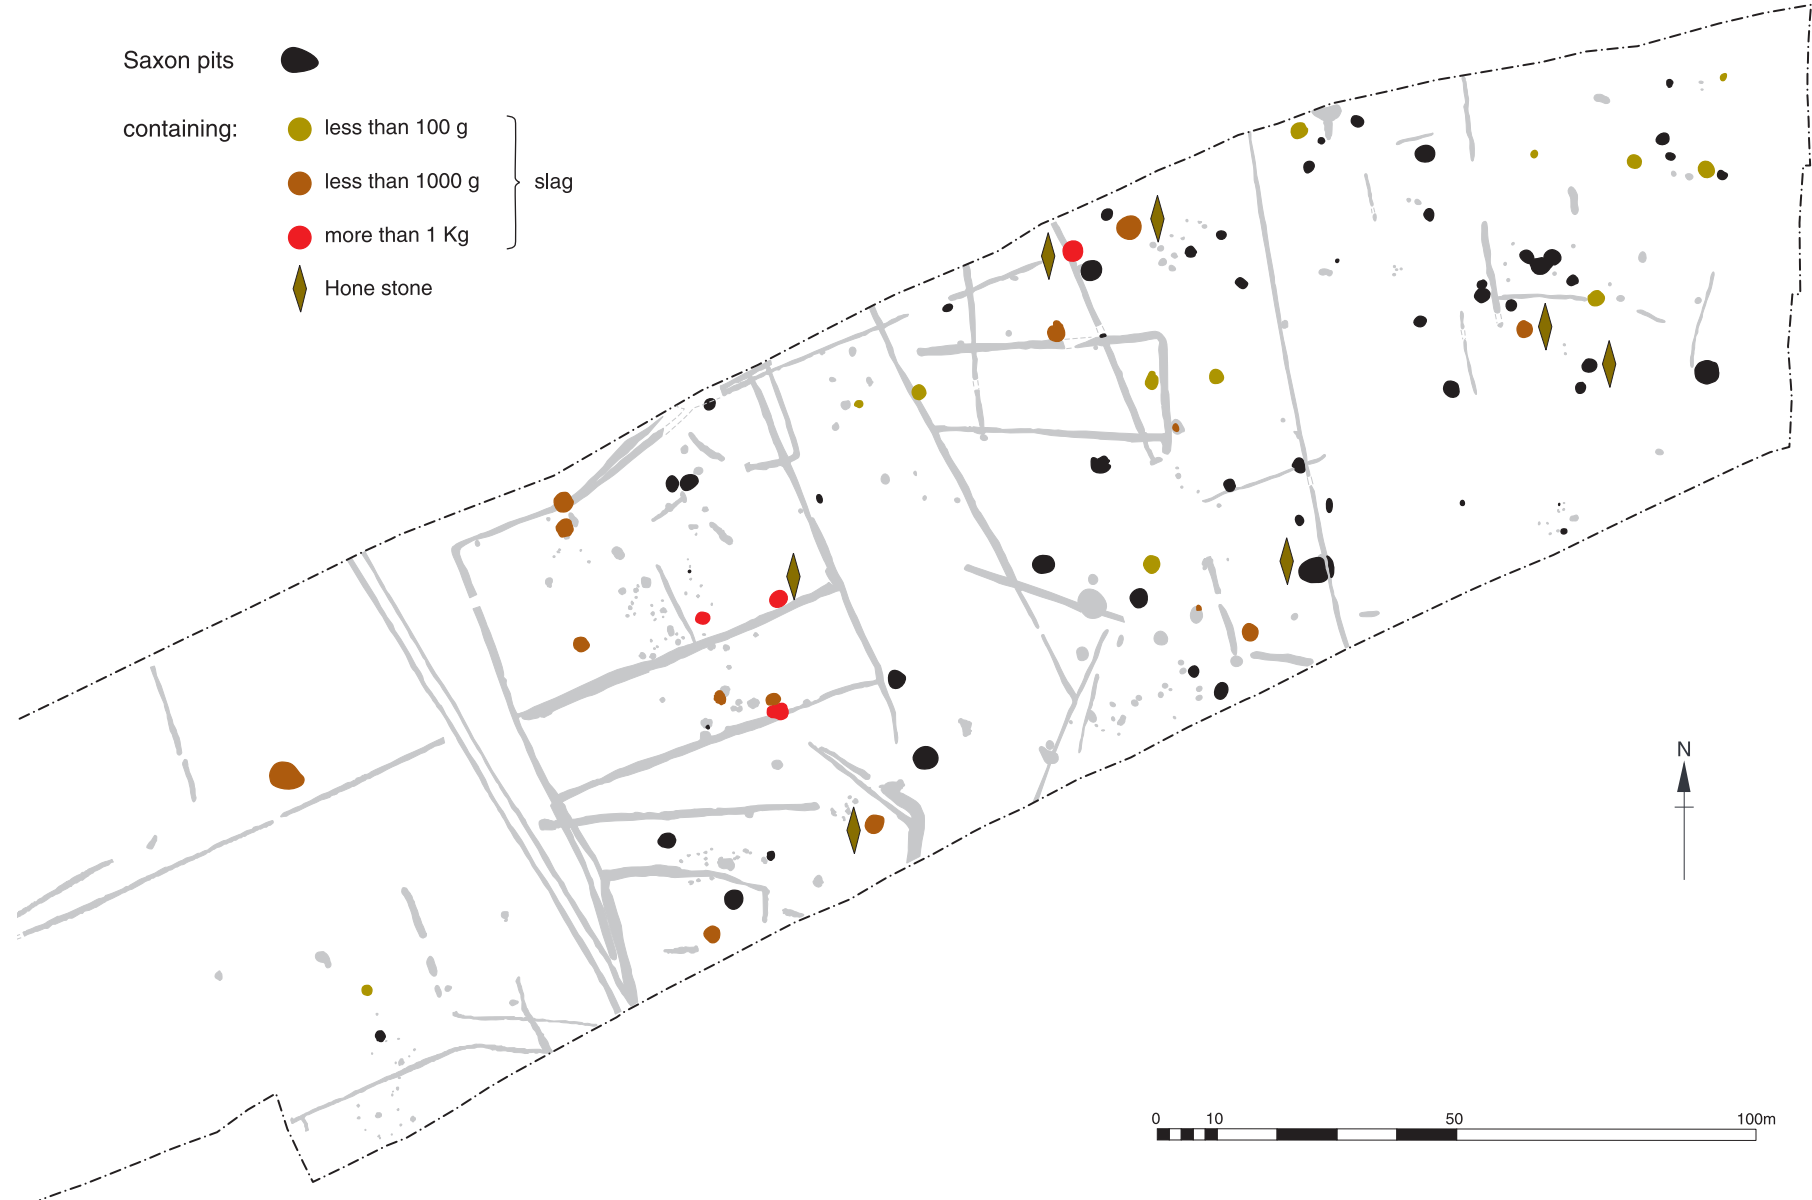 Saxon pits
containing:
less than 100 g
less than 1000 g
slag
more than 1 Kg
Hone stone
N
0 10 50 100m